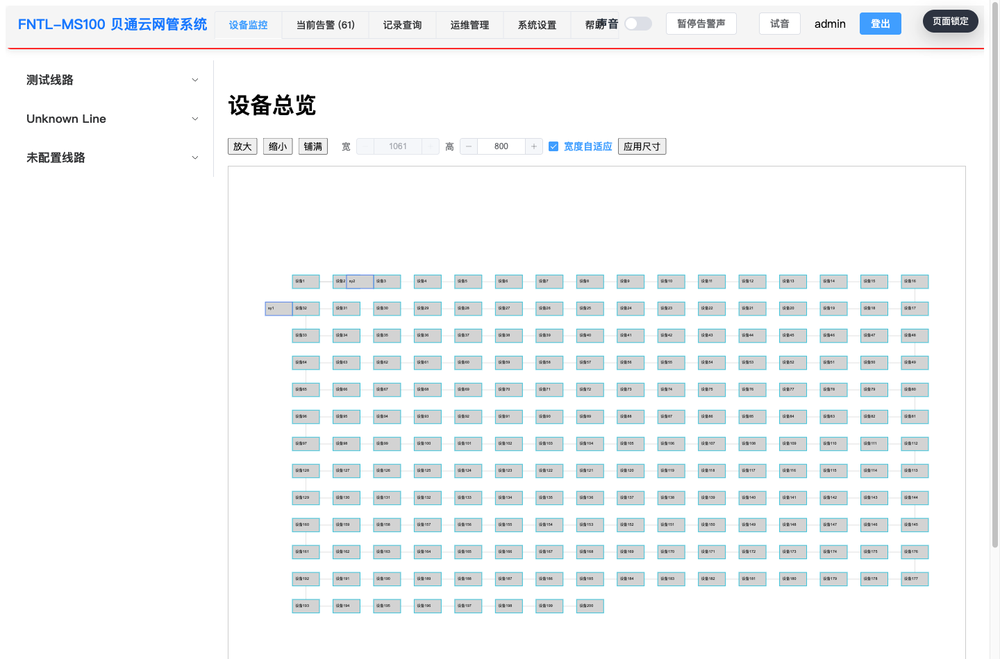 FNTL-MS100 贝通云网管系统 设备监控 当前告警 (61) 记录查询 运维管理 系统设置 帮助 声音 暂停告警声 试音 admin 登出 页面锁定
测试线路
Unknown Line
未配置线路
设备总览
放大 缩小 铺满 宽 1061 高 800 宽度自适应 应用尺寸
设备1 设备2 sy2 设备3 设备4 设备5 设备6 设备7 设备8 设备9 设备10 设备11 设备12 设备13 设备14 设备15 设备16
sy1 设备32 设备31 设备30 设备29 设备28 设备27 设备26 设备25 设备24 设备23 设备22 设备21 设备20 设备19 设备18 设备17
设备33 设备34 设备35 设备36 设备37 设备38 设备39 设备40 设备41 设备42 设备43 设备44 设备45 设备46 设备47 设备48
设备64 设备63 设备62 设备61 设备60 设备59 设备58 设备57 设备56 设备55 设备54 设备53 设备52 设备51 设备50 设备49
设备65 设备66 设备67 设备68 设备69 设备70 设备71 设备72 设备73 设备74 设备75 设备76 设备77 设备78 设备79 设备80
设备96 设备95 设备94 设备93 设备92 设备91 设备90 设备89 设备88 设备87 设备86 设备85 设备84 设备83 设备82 设备81
设备97 设备98 设备99 设备100 设备101 设备102 设备103 设备104 设备105 设备106 设备107 设备108 设备109 设备110 设备111 设备112
设备128 设备127 设备126 设备125 设备124 设备123 设备122 设备121 设备120 设备119 设备118 设备117 设备116 设备115 设备114 设备113
设备129 设备130 设备131 设备132 设备133 设备134 设备135 设备136 设备137 设备138 设备139 设备140 设备141 设备142 设备143 设备144
设备160 设备159 设备158 设备157 设备156 设备155 设备154 设备153 设备152 设备151 设备150 设备149 设备148 设备147 设备146 设备145
设备161 设备162 设备163 设备164 设备165 设备166 设备167 设备168 设备169 设备170 设备171 设备172 设备173 设备174 设备175 设备176
设备192 设备191 设备190 设备189 设备188 设备187 设备186 设备185 设备184 设备183 设备182 设备181 设备180 设备179 设备178 设备177
设备193 设备194 设备195 设备196 设备197 设备198 设备199 设备200